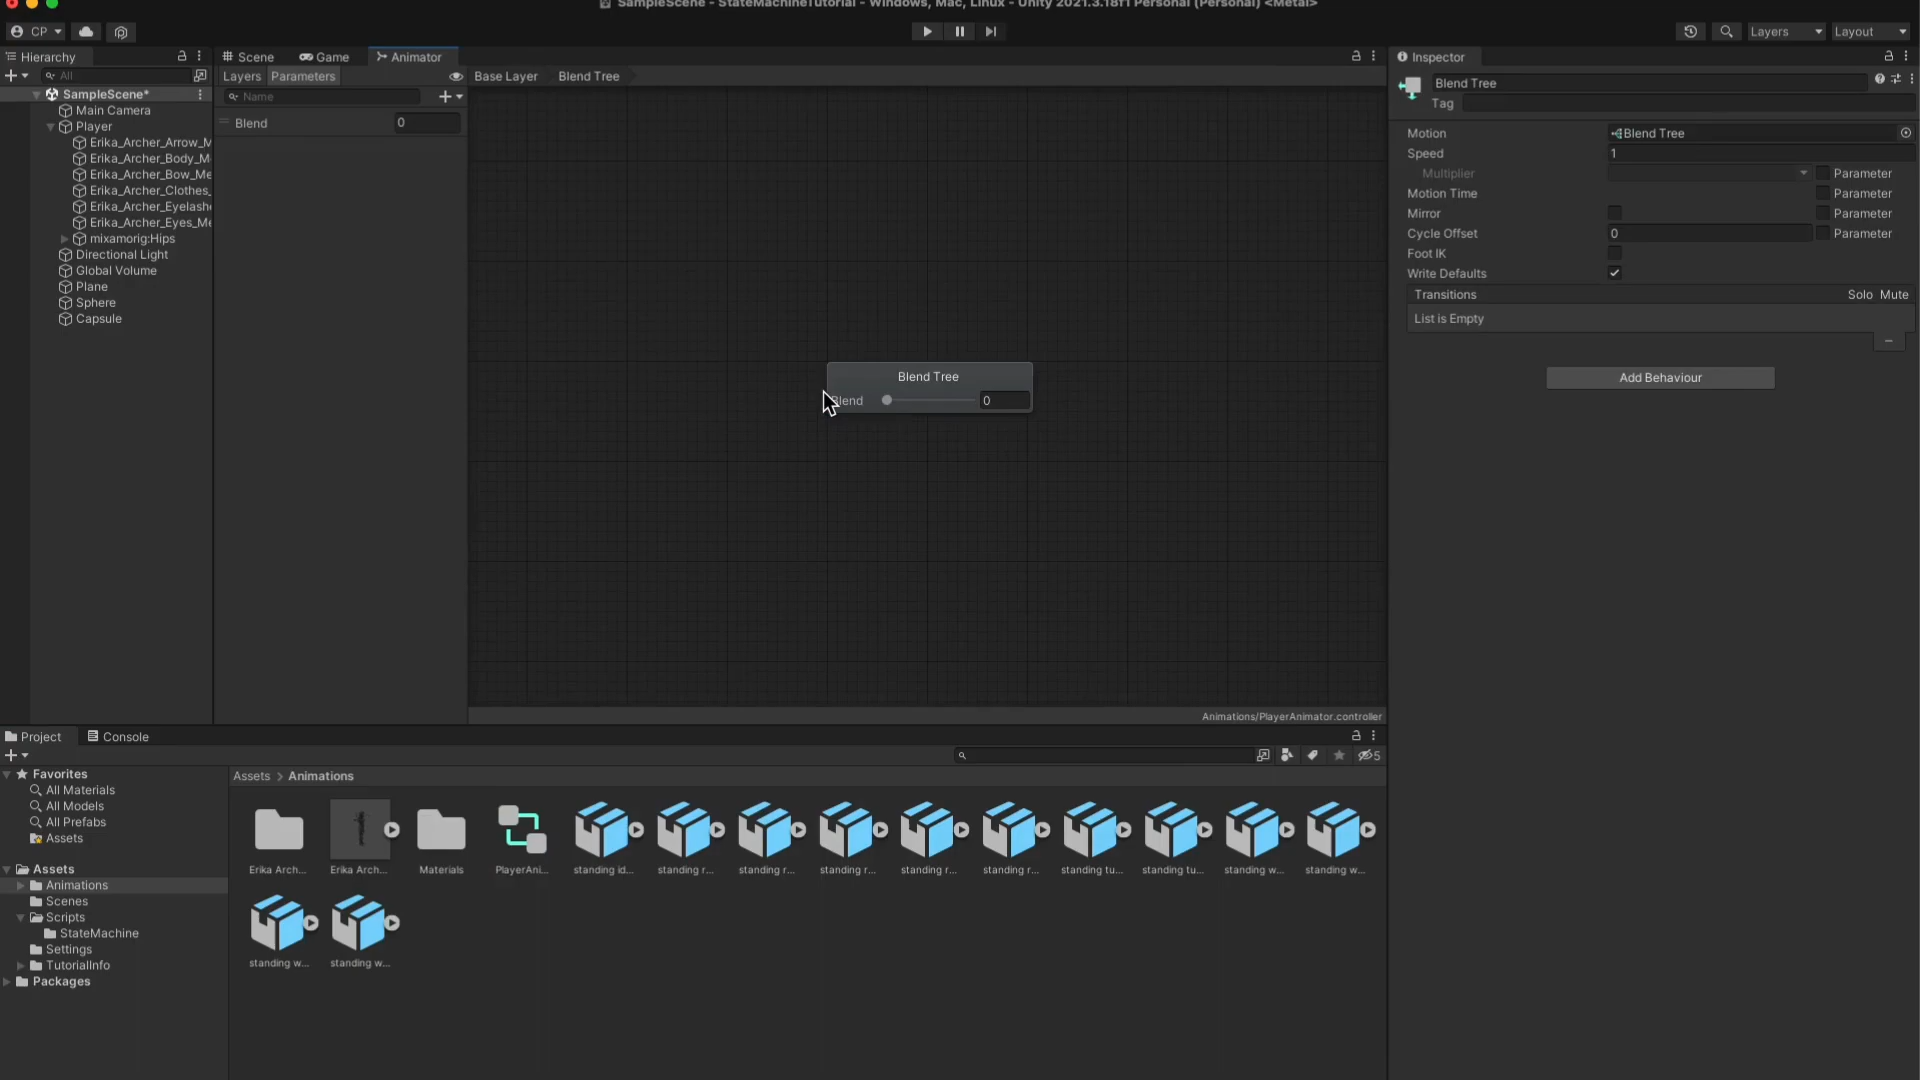 SampleScene - StateMachineTutorial - Windows, Mac, Linux - Unity 2021.3.18f1 Personal (Personal) <Metal>
CP
Layers
Layout
Hierarchy
Scene
Game
Animator
Inspector
All
Layers
Parameters
Base Layer
Blend Tree
Name
Blend
0
SampleScene*
Main Camera
Player
Erika_Archer_Arrow_M
Erika_Archer_Body_M
Erika_Archer_Bow_Me
Erika_Archer_Clothes_
Erika_Archer_Eyelash
Erika_Archer_Eyes_Me
mixamorig:Hips
Directional Light
Global Volume
Plane
Sphere
Capsule
Blend Tree
Blend
0
Animations/PlayerAnimator.controller
Blend Tree
Tag
Motion
Blend Tree
Speed
1
Multiplier
Parameter
Motion Time
Parameter
Mirror
Parameter
Cycle Offset
0
Parameter
Foot IK
Write Defaults
Transitions
Solo Mute
List is Empty
Add Behaviour
Project
Console
5
Favorites
All Materials
All Models
All Prefabs
Assets
Assets
Animations
Scenes
Scripts
StateMachine
Settings
TutorialInfo
Packages
Assets > Animations
Erika Arch...
Erika Arch...
Materials
PlayerAni...
standing id...
standing r...
standing r...
standing r...
standing r...
standing r...
standing tu...
standing tu...
standing w...
standing w...
standing w...
standing w...